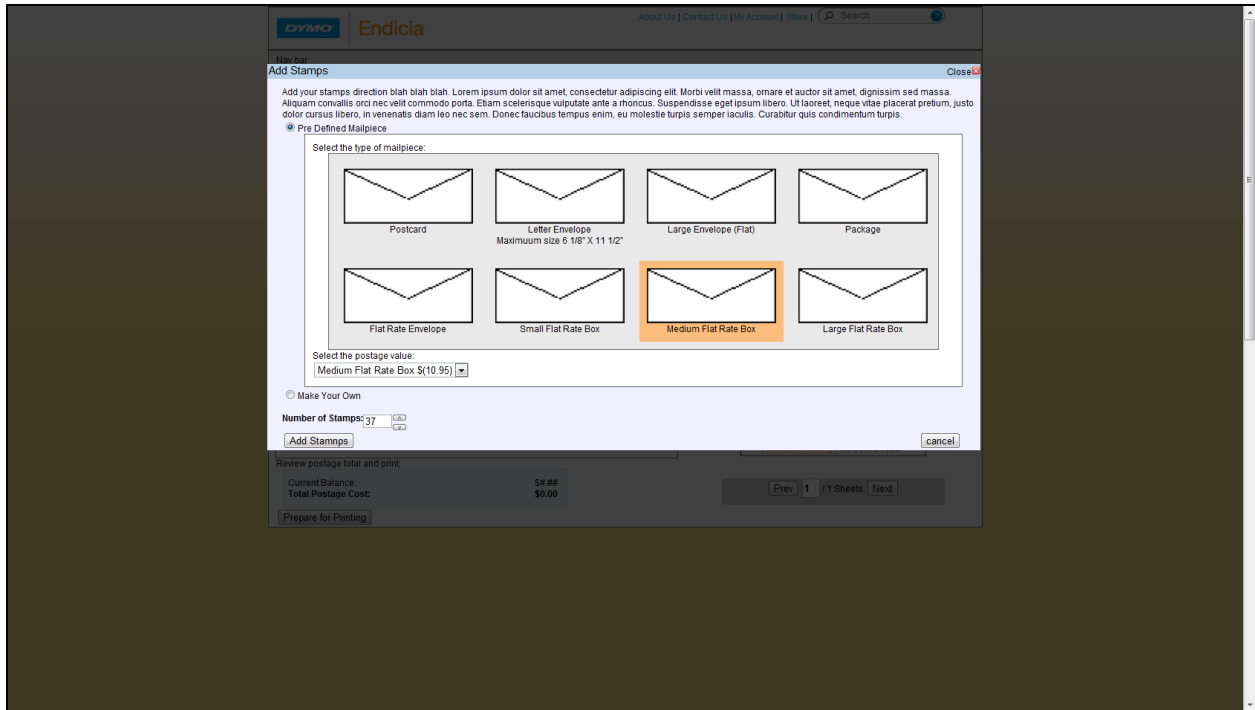 DYMO Endicia
About Us | Contact Us | My Account | Store | Search
Nav bar
Add Stamps Close
Add your stamps direction blah blah blah. Lorem ipsum dolor sit amet, consectetur adipiscing elit. Morbi velit massa, ornare et auctor sit amet, dignissim sed massa.
Aliquam convallis orci nec velit commodo porta. Etiam scelerisque vulputate ante a rhoncus. Suspendisse eget ipsum libero. Ut laoreet, neque vitae placerat pretium, justo
dolor cursus libero, in venenatis diam leo nec sem. Donec faucibus tempus enim, eu molestie turpis semper iaculis. Curabitur quis condimentum turpis.
Pre Defined Mailpiece
Select the type of mailpiece:
Postcard
Letter Envelope
Maximuum size 6 1/8" X 11 1/2"
Large Envelope (Flat)
Package
Flat Rate Envelope
Small Flat Rate Box
Medium Flat Rate Box
Large Flat Rate Box
Select the postage value:
Medium Flat Rate Box $(10.95)
Make Your Own
Number of Stamps: 37
Add Stamnps cancel
Review postage total and print
Current Balance: $#.##
Total Postage Cost: $0.00
Prev 1 / 1 Sheets Next
Prepare for Printing